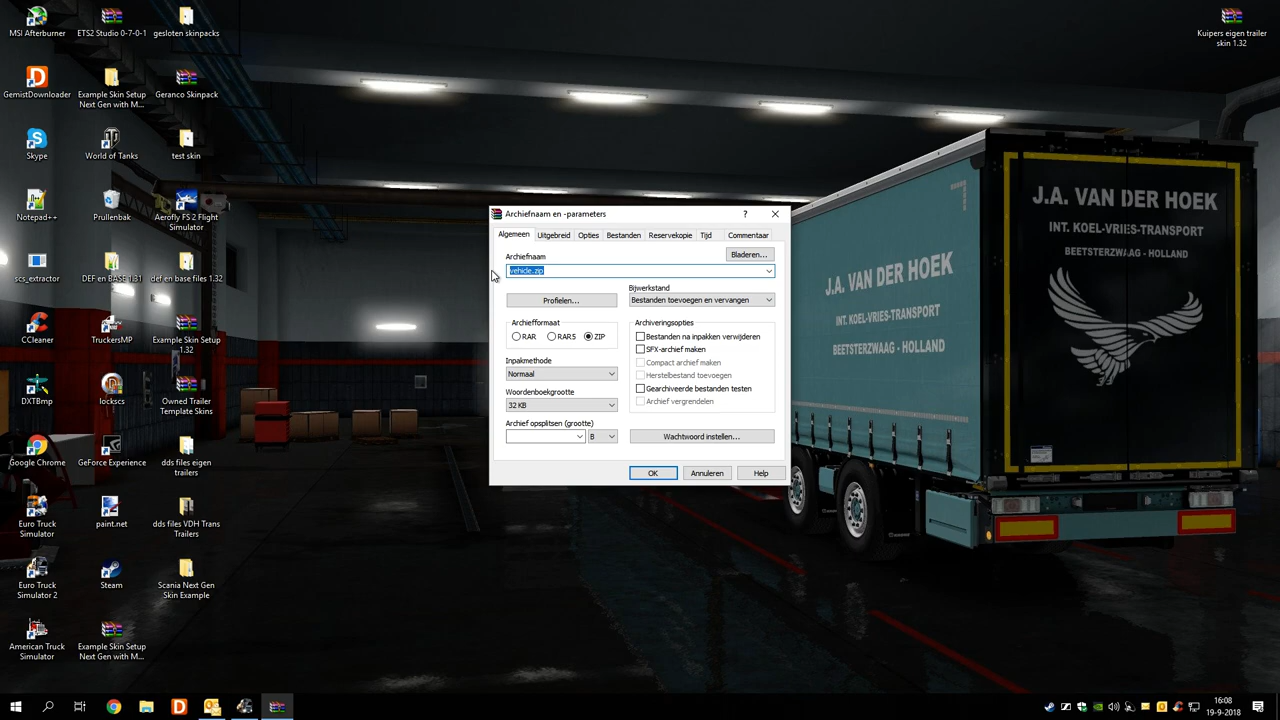 MSI Afterburner
ETS2 Studio 0-7-0-1
gesloten skinpacks
GemistDownloader
Example Skin Setup
Next Gen with M...
Geranco Skinpack
Skype
World of Tanks
test skin
Notepad++
Prullenbak
Aerofly FS 2 Flight
Simulator
scs_extractor
DEF en BASE 1.31
def en base files 1.32
CCleaner
TruckersMP
Example Skin Setup
1.32
DXTBmp
lockscs
Owned Trailer
Template Skins
Google Chrome
GeForce Experience
dds files eigen
trailers
Euro Truck
Simulator
paint.net
dds files VDH Trans
Trailers
Euro Truck
Simulator 2
Steam
Scania Next Gen
Skin Example
American Truck
Simulator
Example Skin Setup
Next Gen with M...
Kuipers eigen trailer
skin 1.32
Archiefnaam en -parameters
?
Algemeen
Uitgebreid
Opties
Bestanden
Reservekopie
Tijd
Commentaar
Archiefnaam
Bladeren...
vehicle.zip
Profielen...
Bijwerkstand
Bestanden toevoegen en vervangen
Archiefformaat
RAR
RAR5
ZIP
Inpakmethode
Normaal
Woordenboekgrootte
32 KB
Archief opsplitsen (grootte)
B
Archiveringsopties
Bestanden na inpakken verwijderen
SFX-archief maken
Compact archief maken
Herstelbestand toevoegen
Gearchiveerde bestanden testen
Archief vergrendelen
Wachtwoord instellen...
OK
Annuleren
Help
J.A. VAN DER HOEK
INT. KOEL-VRIES-TRANSPORT
BEETSTERZWAAG - HOLLAND
J.A. VAN DER HOEK
INT. KOEL-VRIES-TRANSPORT
BEETSTERZWAAG - HOLLAND
16:08
19-9-2018